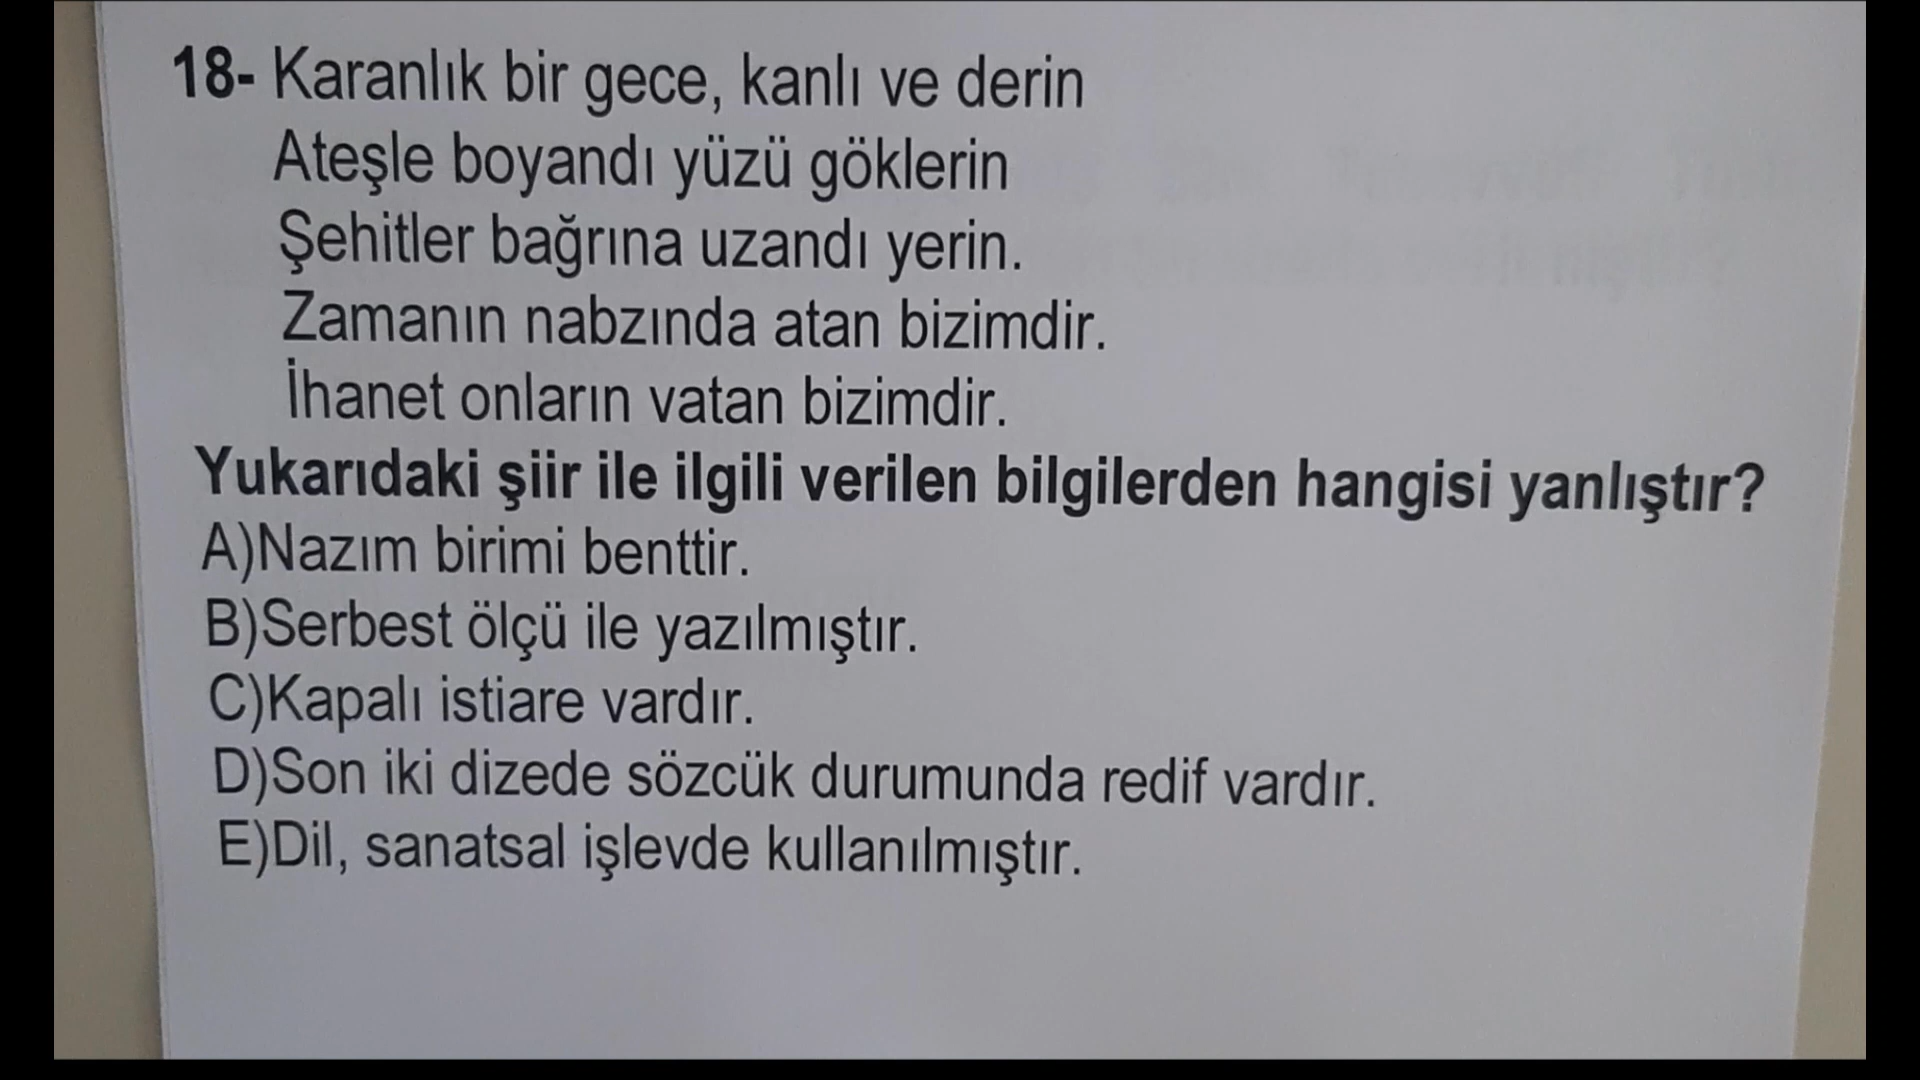 18- Karanlık bir gece, kanlı ve derin
Ateşle boyandı yüzü göklerin
Şehitler bağrına uzandı yerin.
Zamanın nabzında atan bizimdir.
İhanet onların vatan bizimdir.
Yukarıdaki şiir ile ilgili verilen bilgilerden hangisi yanlıştır?
A)Nazım birimi benttir.
B)Serbest ölçü ile yazılmıştır.
C)Kapalı istiare vardır.
D)Son iki dizede sözcük durumunda redif vardır.
E)Dil, sanatsal işlevde kullanılmıştır.